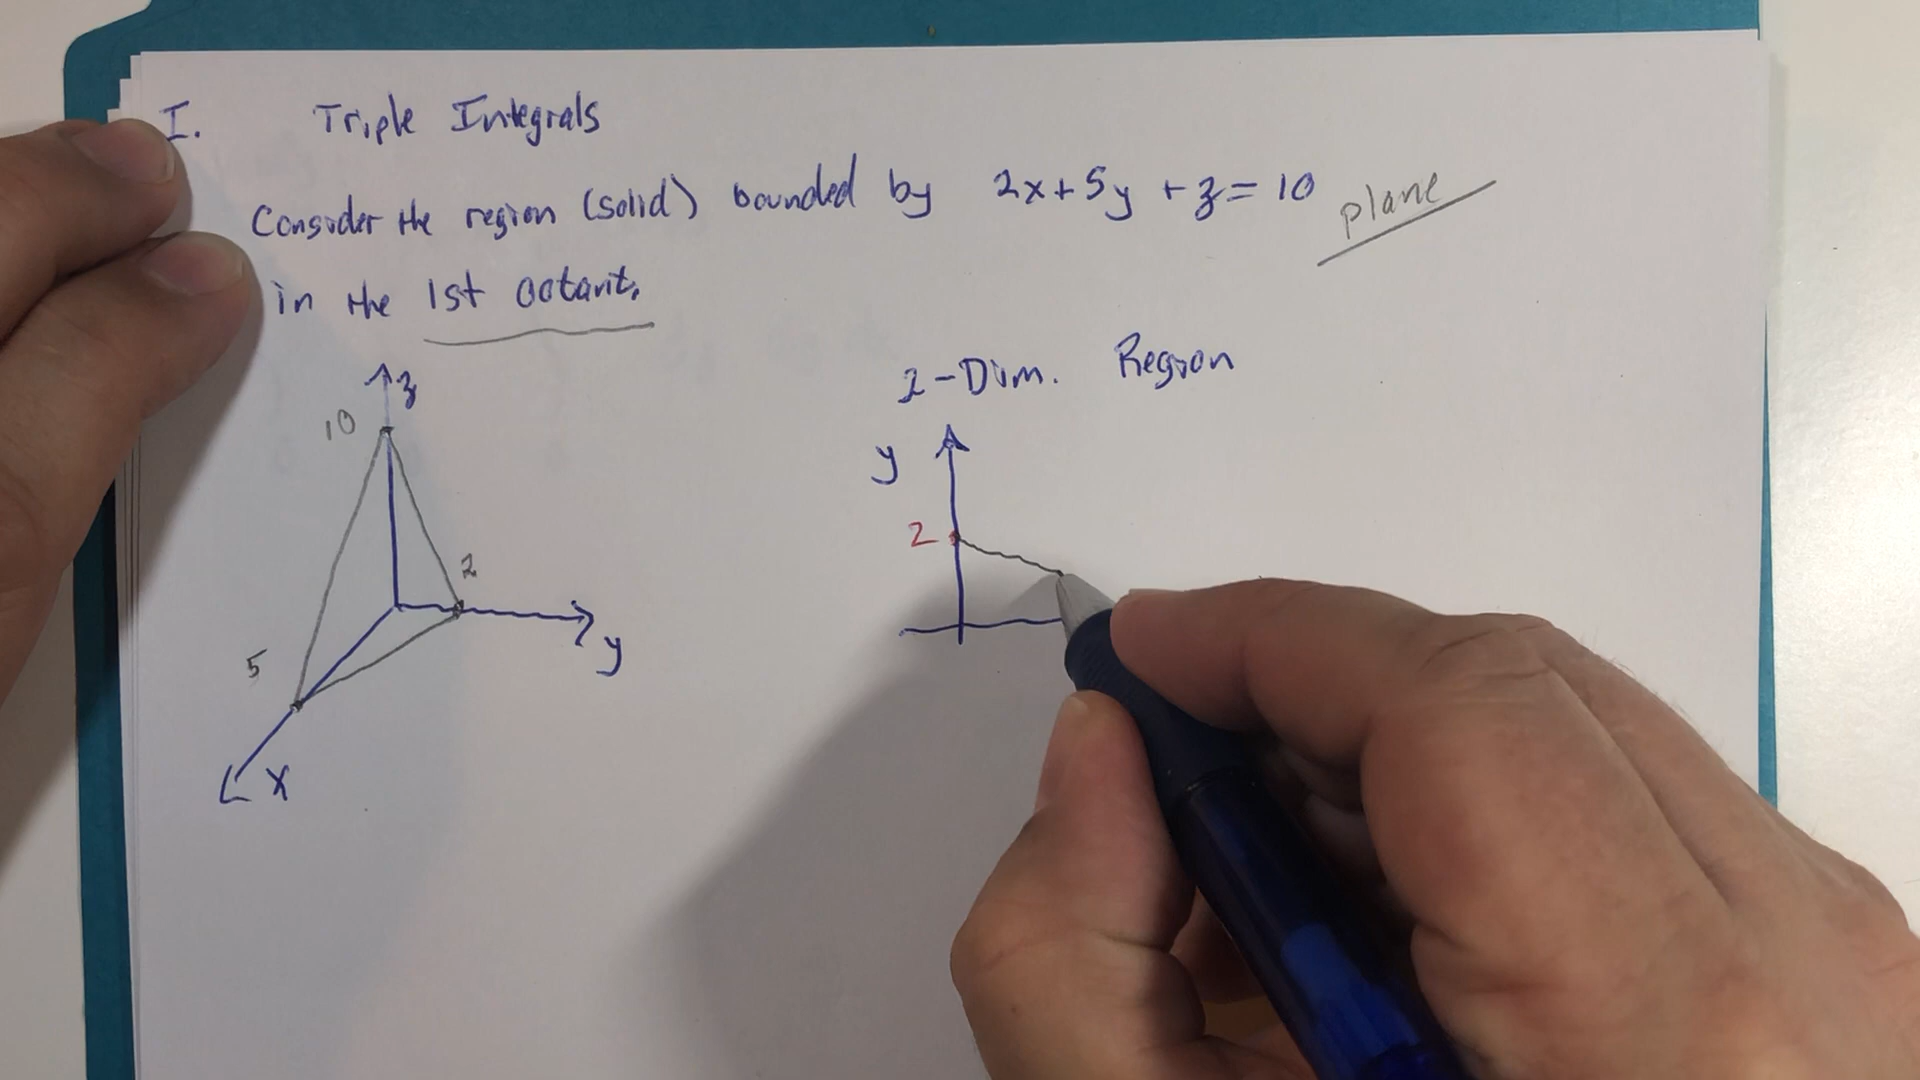 I. Triple Integrals
Consider the region (solid) bounded by 2x+5y+z=10 plane
in the 1st octant.
2-Dim. Region
z
10
y
2
2
5
y
x